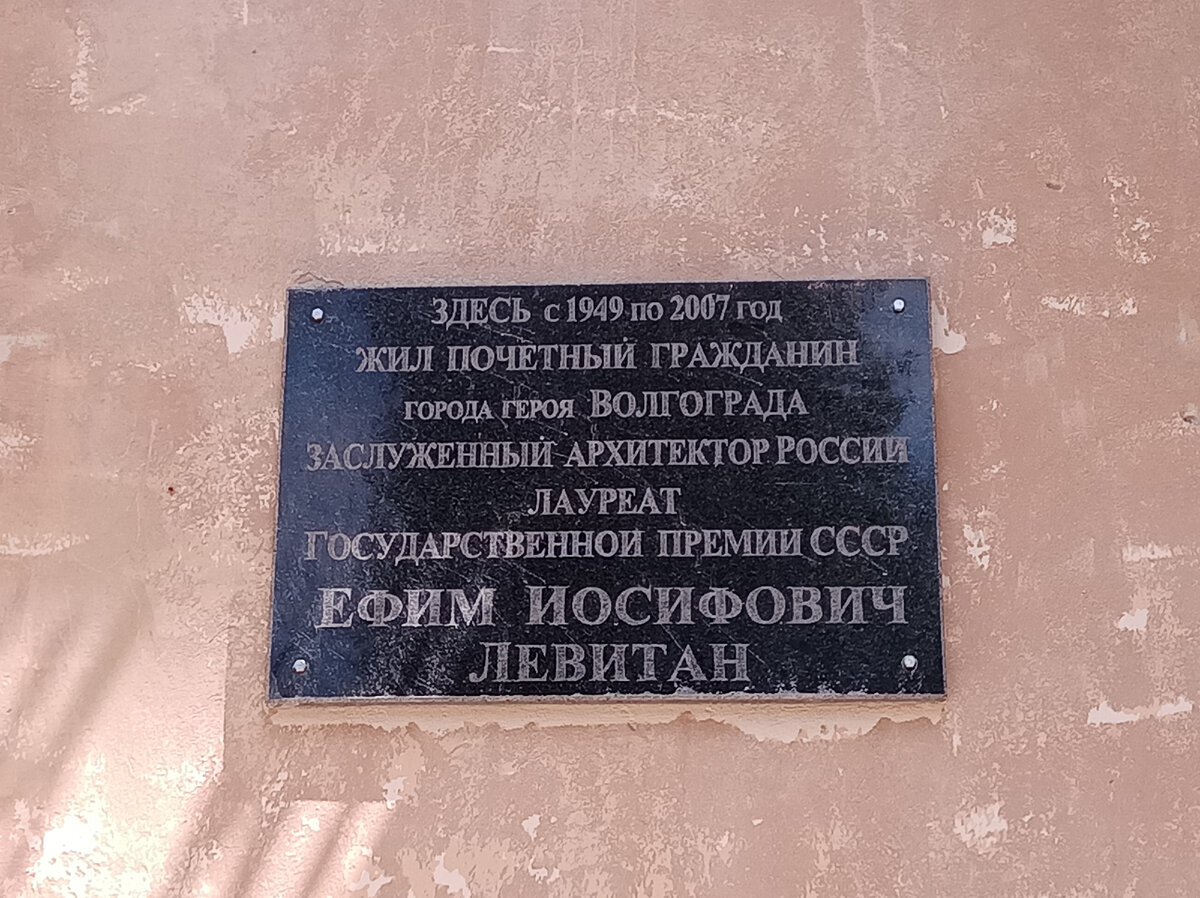 ЗДЕСЬ с 1949 по 2007 год
ЖИЛ ПОЧЕТНЫЙ ГРАЖДАНИН
ГОРОДА ГЕРОЯ ВОЛГОГРАДА
ЗАСЛУЖЕННЫЙ АРХИТЕКТОР РОССИИ
ЛАУРЕАТ
ГОСУДАРСТВЕННОЙ ПРЕМИИ СССР
ЕФИМ ИОСИФОВИЧ
ЛЕВИТАН